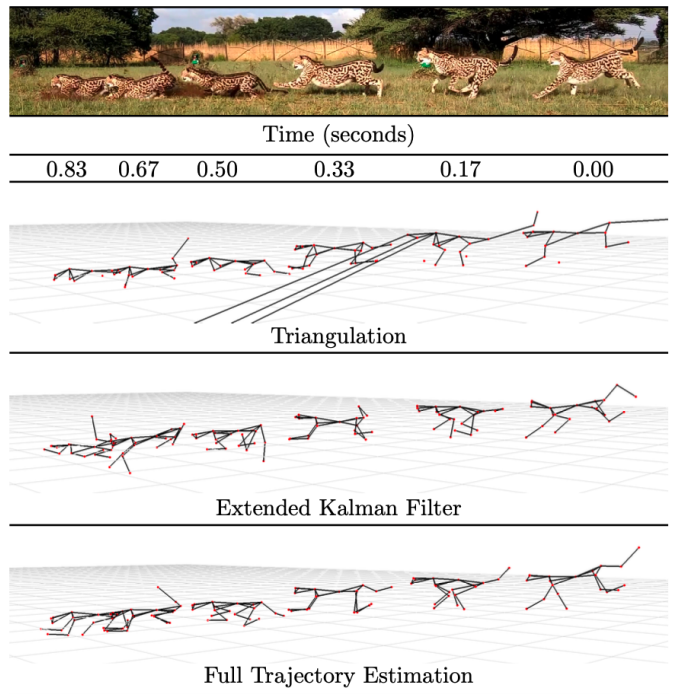 Time (seconds)
0.83 0.67 0.50 0.33 0.17 0.00
Triangulation
Extended Kalman Filter
Full Trajectory Estimation